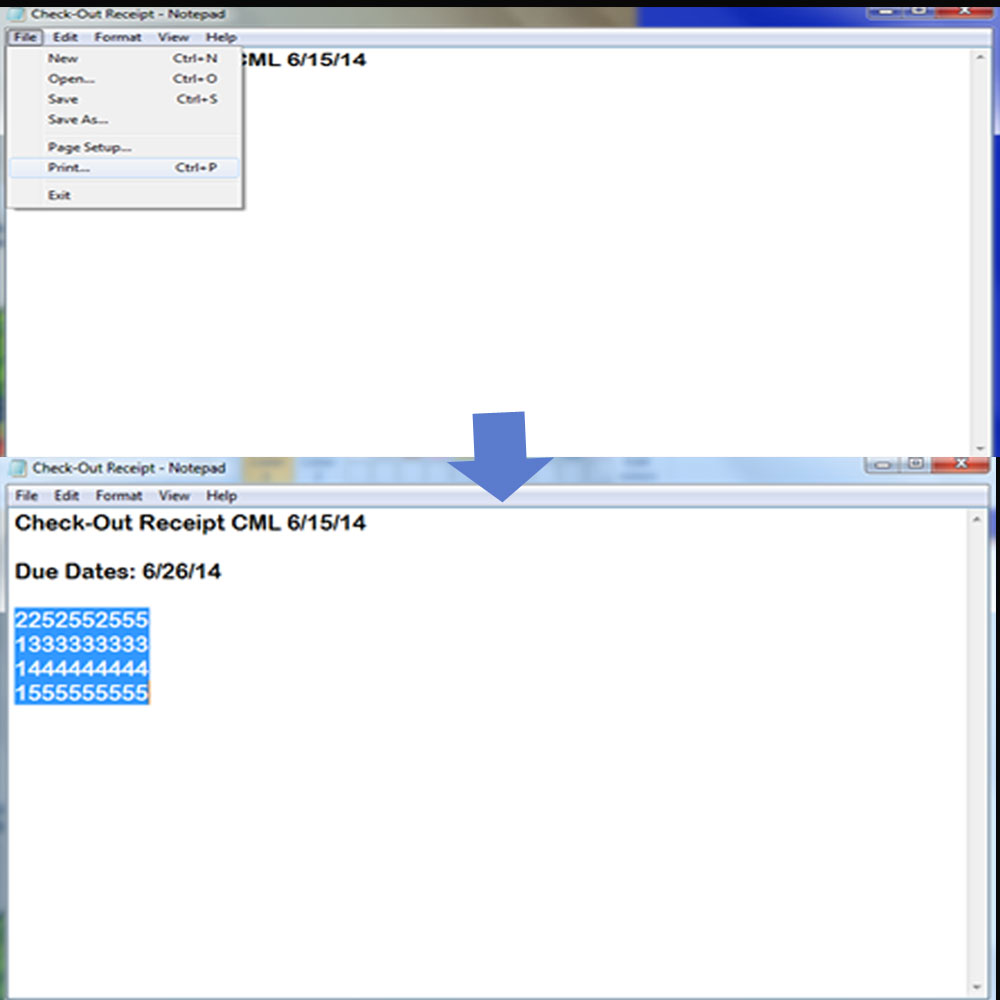 Check-Out Receipt - Notepad
File Edit Format View Help
New Ctrl+N
CML 6/15/14
Open... Ctrl+O
Save Ctrl+S
Save As...
Page Setup...
Print... Ctrl+P
Exit
Check-Out Receipt - Notepad
File Edit Format View Help
Check-Out Receipt CML 6/15/14
Due Dates: 6/26/14
2252552555
1333333333
1444444444
1555555555